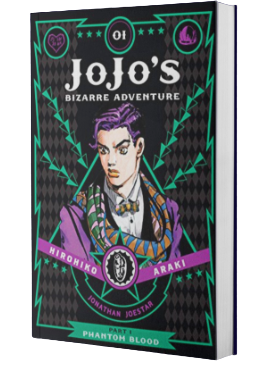 01
JOJO'S
BIZARRE ADVENTURE
HIROHIKO ARAKI
JONATHAN JOESTAR
PART 1
PHANTOM BLOOD